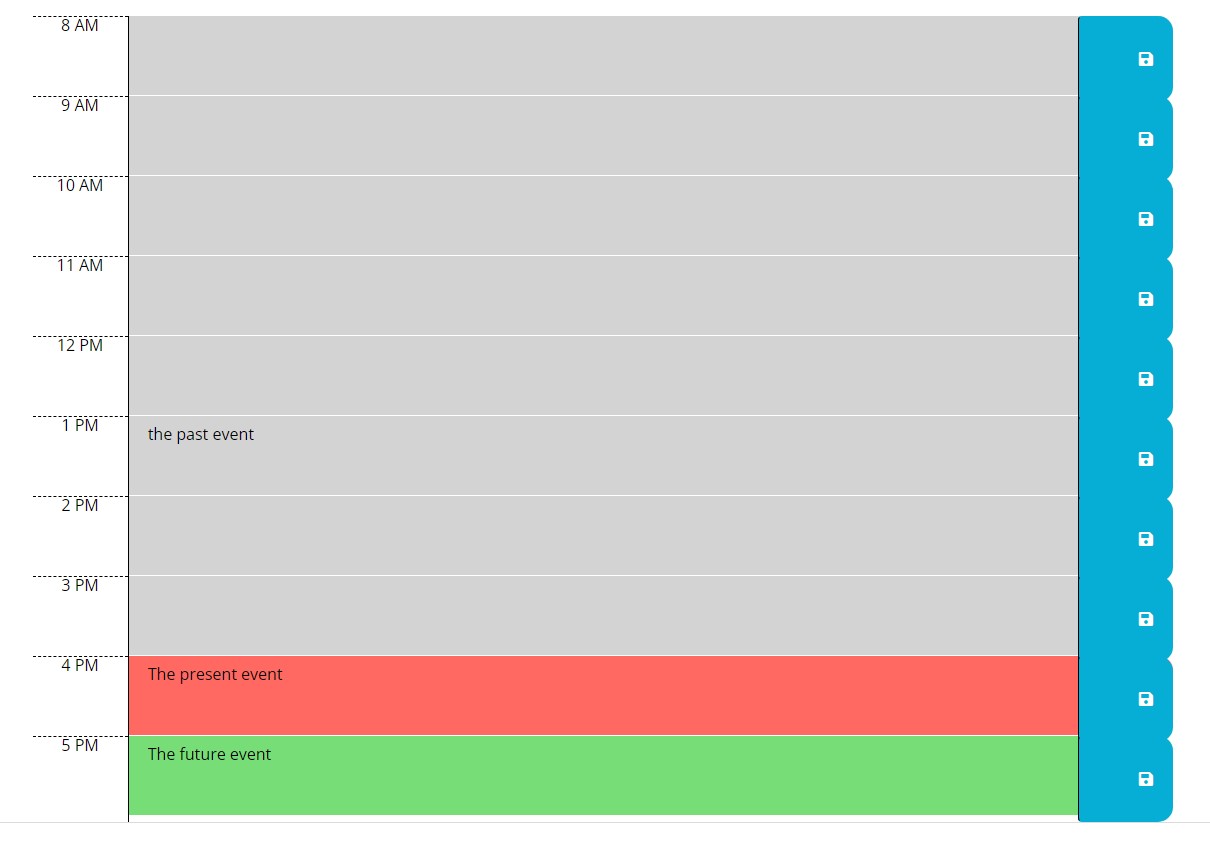 8 AM
9 AM
10 AM
11 AM
12 PM
1 PM
the past event
2 PM
3 PM
4 PM
The present event
5 PM
The future event